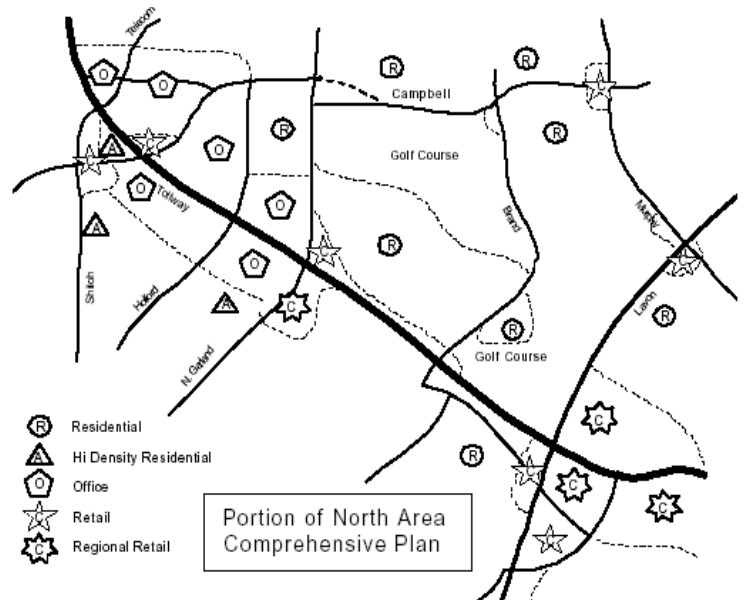 Telecom
O
O
R
R
Campbell
C
R
R
A
C
C
O
Golf Course
O
Tollway
O
Brand
Murphy
A
R
C
C
O
Shiloh
Holford
A
C
Lavon
R
R
Golf Course
N. Garland
C
R
C
C
C
C
R Residential
A Hi Density Residential
O Office
C Retail
C Regional Retail
Portion of North Area
Comprehensive Plan